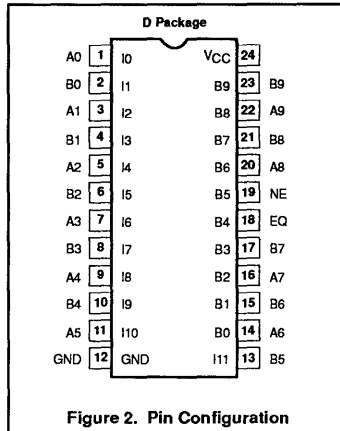 D Package
A0 1 I0 VCC 24
B0 2 I1 B9 23 B9
A1 3 I2 B8 22 A9
B1 4 I3 B7 21 B8
A2 5 I4 B6 20 A8
B2 6 I5 B5 19 NE
A3 7 I6 B4 18 EQ
B3 8 I7 B3 17 B7
A4 9 I8 B2 16 A7
B4 10 I9 B1 15 B6
A5 11 I10 B0 14 A6
GND 12 GND I11 13 B5
Figure 2. Pin Configuration